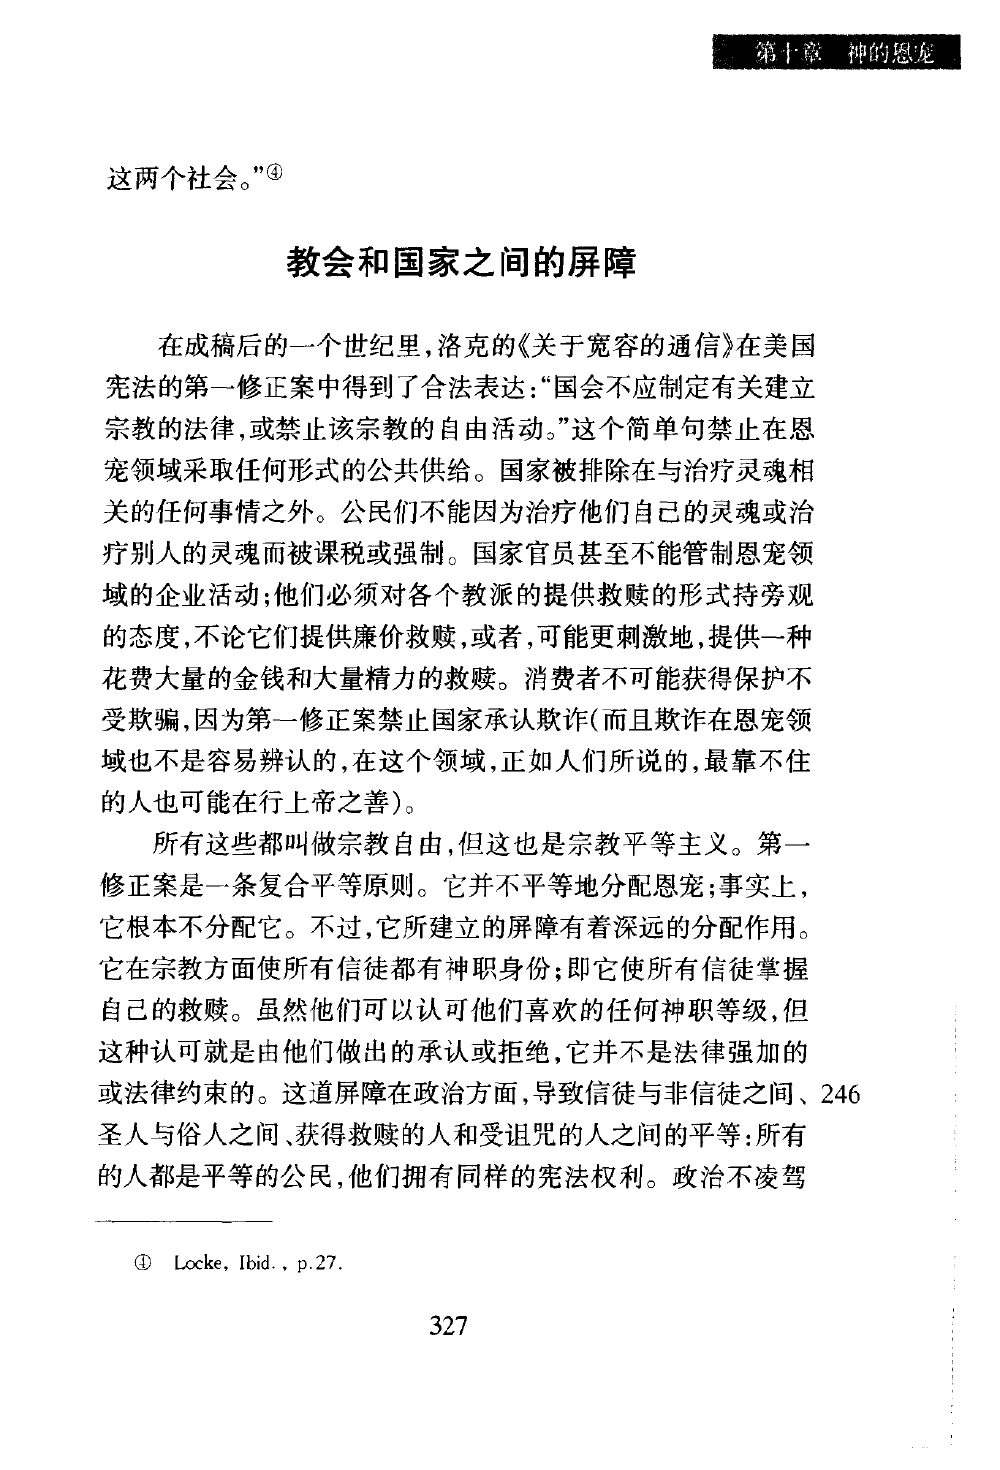 第十章 神的恩宠
这两个社会。”④
教会和国家之间的屏障
在成稿后的一个世纪里,洛克的《关于宽容的通信》在美国
宪法的第一修正案中得到了合法表达:“国会不应制定有关建立
宗教的法律,或禁止该宗教的自由活动。”这个简单句禁止在恩
宠领域采取任何形式的公共供给。国家被排除在与治疗灵魂相
关的任何事情之外。公民们不能因为治疗他们自己的灵魂或治
疗别人的灵魂而被课税或强制。国家官员甚至不能管制恩宠领
域的企业活动;他们必须对各个教派的提供救赎的形式持旁观
的态度,不论它们提供廉价救赎,或者,可能更刺激地,提供一种
花费大量的金钱和大量精力的救赎。消费者不可能获得保护不
受欺骗,因为第一修正案禁止国家承认欺诈(而且欺诈在恩宠领
域也不是容易辨认的,在这个领域,正如人们所说的,最靠不住
的人也可能在行上帝之善)。
所有这些都叫做宗教自由,但这也是宗教平等主义。第一
修正案是一条复合平等原则。它并不平等地分配恩宠;事实上,
它根本不分配它。不过,它所建立的屏障有着深远的分配作用。
它在宗教方面使所有信徒都有神职身份;即它使所有信徒掌握
自己的救赎。虽然他们可以认可他们喜欢的任何神职等级,但
这种认可就是由他们做出的承认或拒绝,它并不是法律强加的
或法律约束的。这道屏障在政治方面,导致信徒与非信徒之间、 246
圣人与俗人之间、获得救赎的人和受诅咒的人之间的平等:所有
的人都是平等的公民,他们拥有同样的宪法权利。政治不凌驾
④ Locke, Ibid., p.27.
327